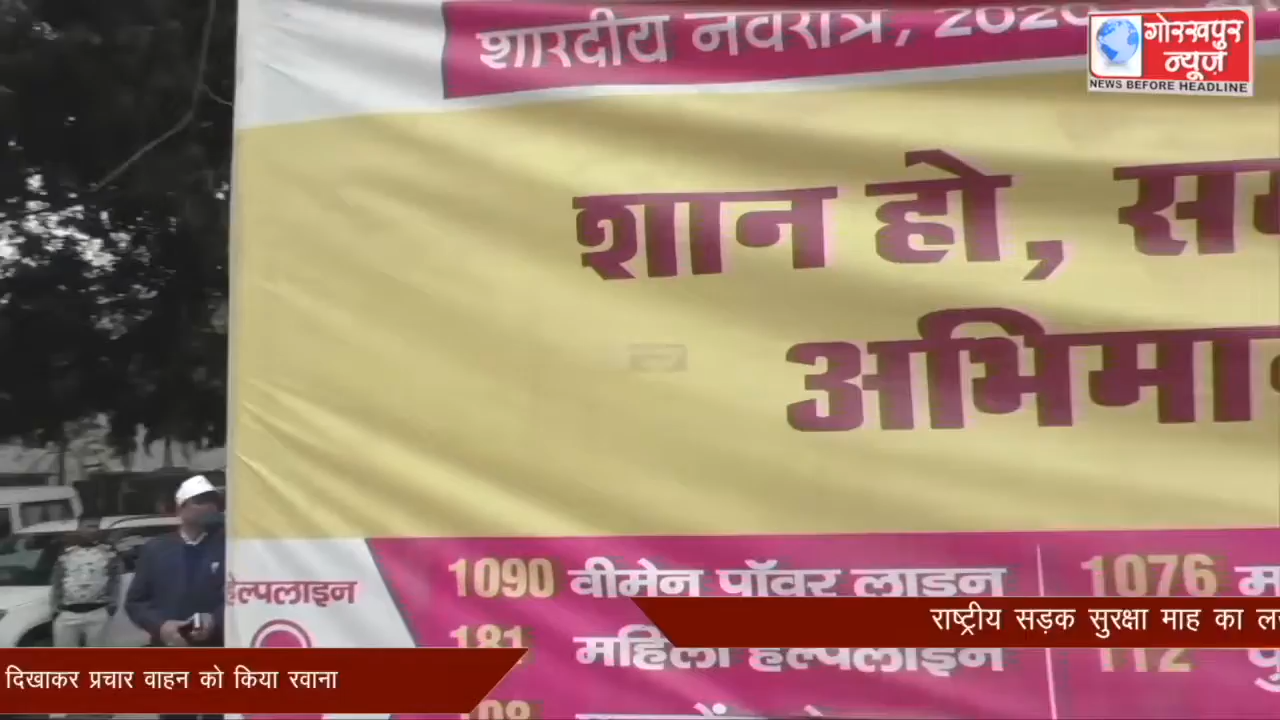 शारदीय नवरात्र, 2020
गोरखपुर
न्यूज़
NEWS BEFORE HEADLINE
शान हो,
हेल्पलाइन
1090 वीमेन पॉवर लाइन
1076
181 महिला हेल्पलाइन
112
राष्ट्रीय सड़क सुरक्षा माह का
दिखाकर प्रचार वाहन को किया रवाना